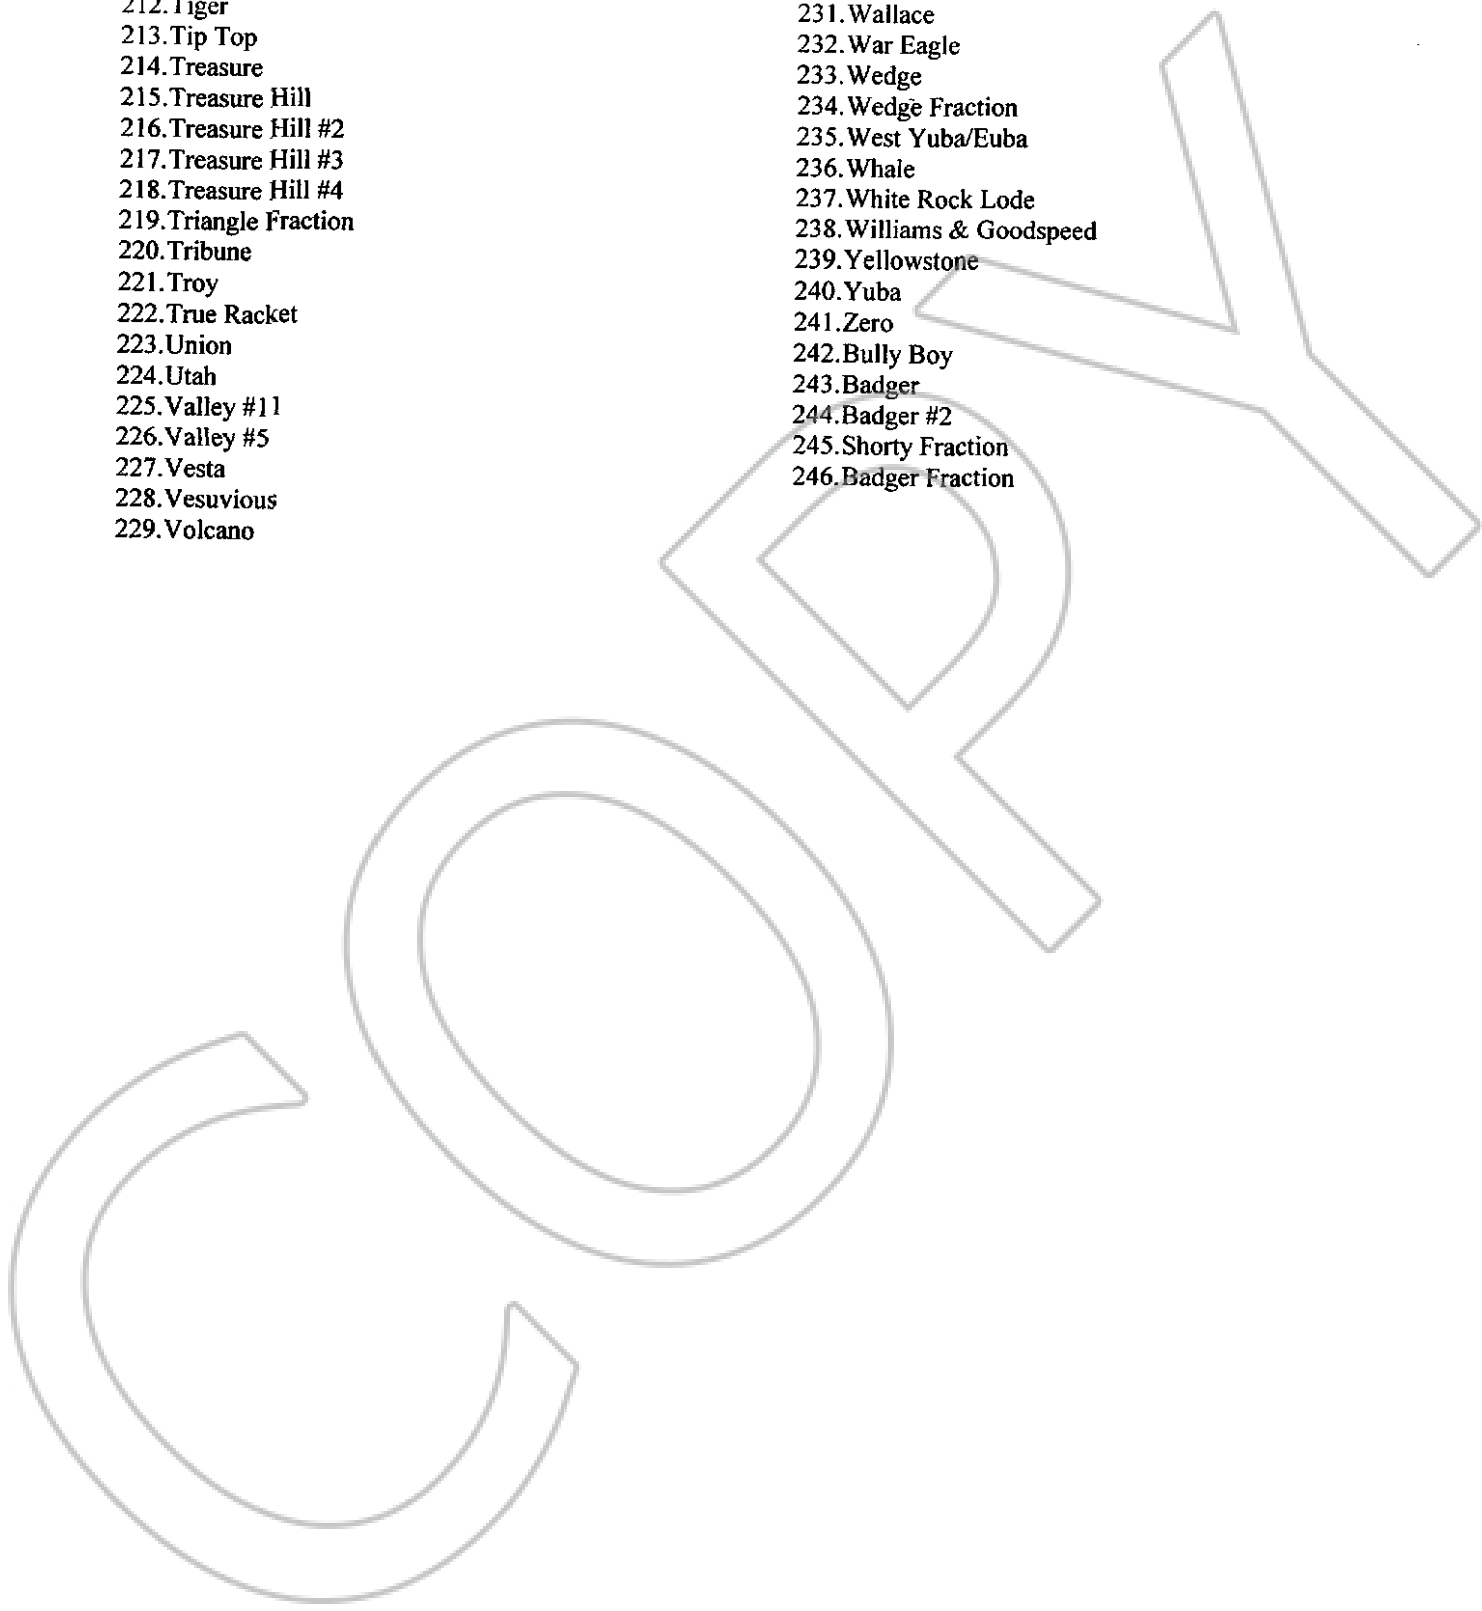 212.Tiger
213.Tip Top
214.Treasure
215.Treasure Hill
216.Treasure Hill #2
217.Treasure Hill #3
218.Treasure Hill #4
219.Triangle Fraction
220.Tribune
221.Troy
222.True Racket
223.Union
224.Utah
225.Valley #11
226.Valley #5
227.Vesta
228.Vesuvious
229.Volcano
231.Wallace
232.War Eagle
233.Wedge
234.Wedge Fraction
235.West Yuba/Euba
236.Whale
237.White Rock Lode
238.Williams & Goodspeed
239.Yellowstone
240.Yuba
241.Zero
242.Bully Boy
243.Badger
244.Badger #2
245.Shorty Fraction
246.Badger Fraction
COPY